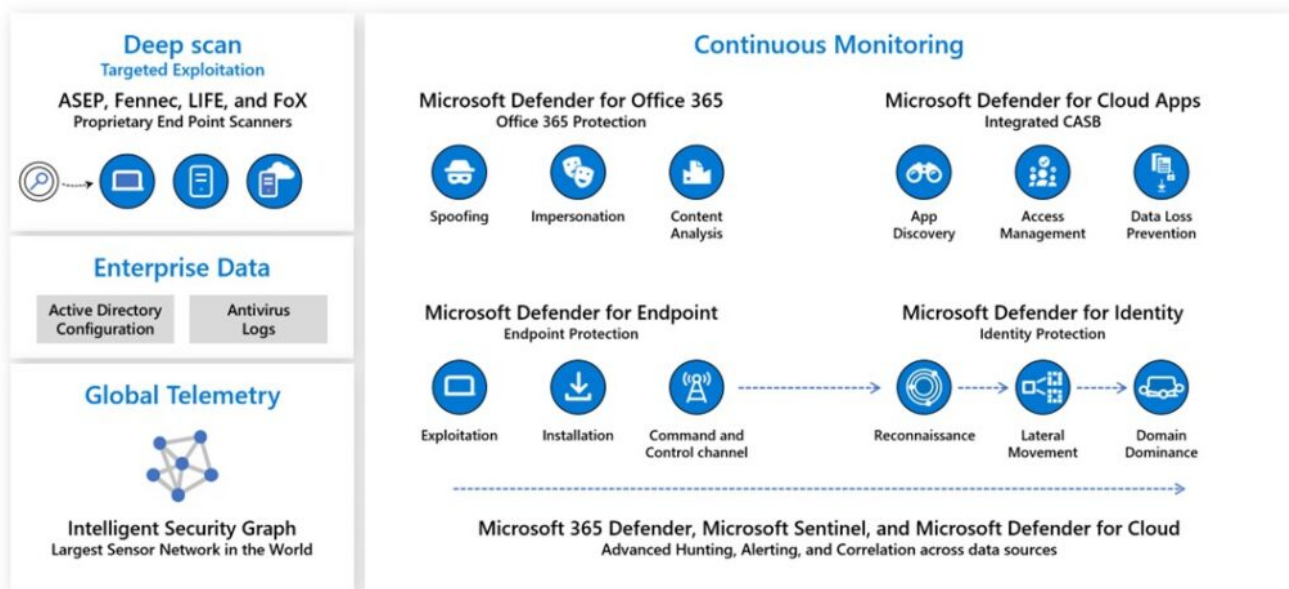 Deep scan
Targeted Exploitation
ASEP, Fennec, LIFE, and FoX
Proprietary End Point Scanners
Enterprise Data
Active Directory
Configuration
Antivirus
Logs
Global Telemetry
Intelligent Security Graph
Largest Sensor Network in the World
Continuous Monitoring
Microsoft Defender for Office 365
Office 365 Protection
Spoofing
Impersonation
Content
Analysis
Microsoft Defender for Cloud Apps
Integrated CASB
App
Discovery
Access
Management
Data Loss
Prevention
Microsoft Defender for Endpoint
Endpoint Protection
Exploitation
Installation
Command and
Control channel
Microsoft Defender for Identity
Identity Protection
Reconnaissance
Lateral
Movement
Domain
Dominance
Microsoft 365 Defender, Microsoft Sentinel, and Microsoft Defender for Cloud
Advanced Hunting, Alerting, and Correlation across data sources